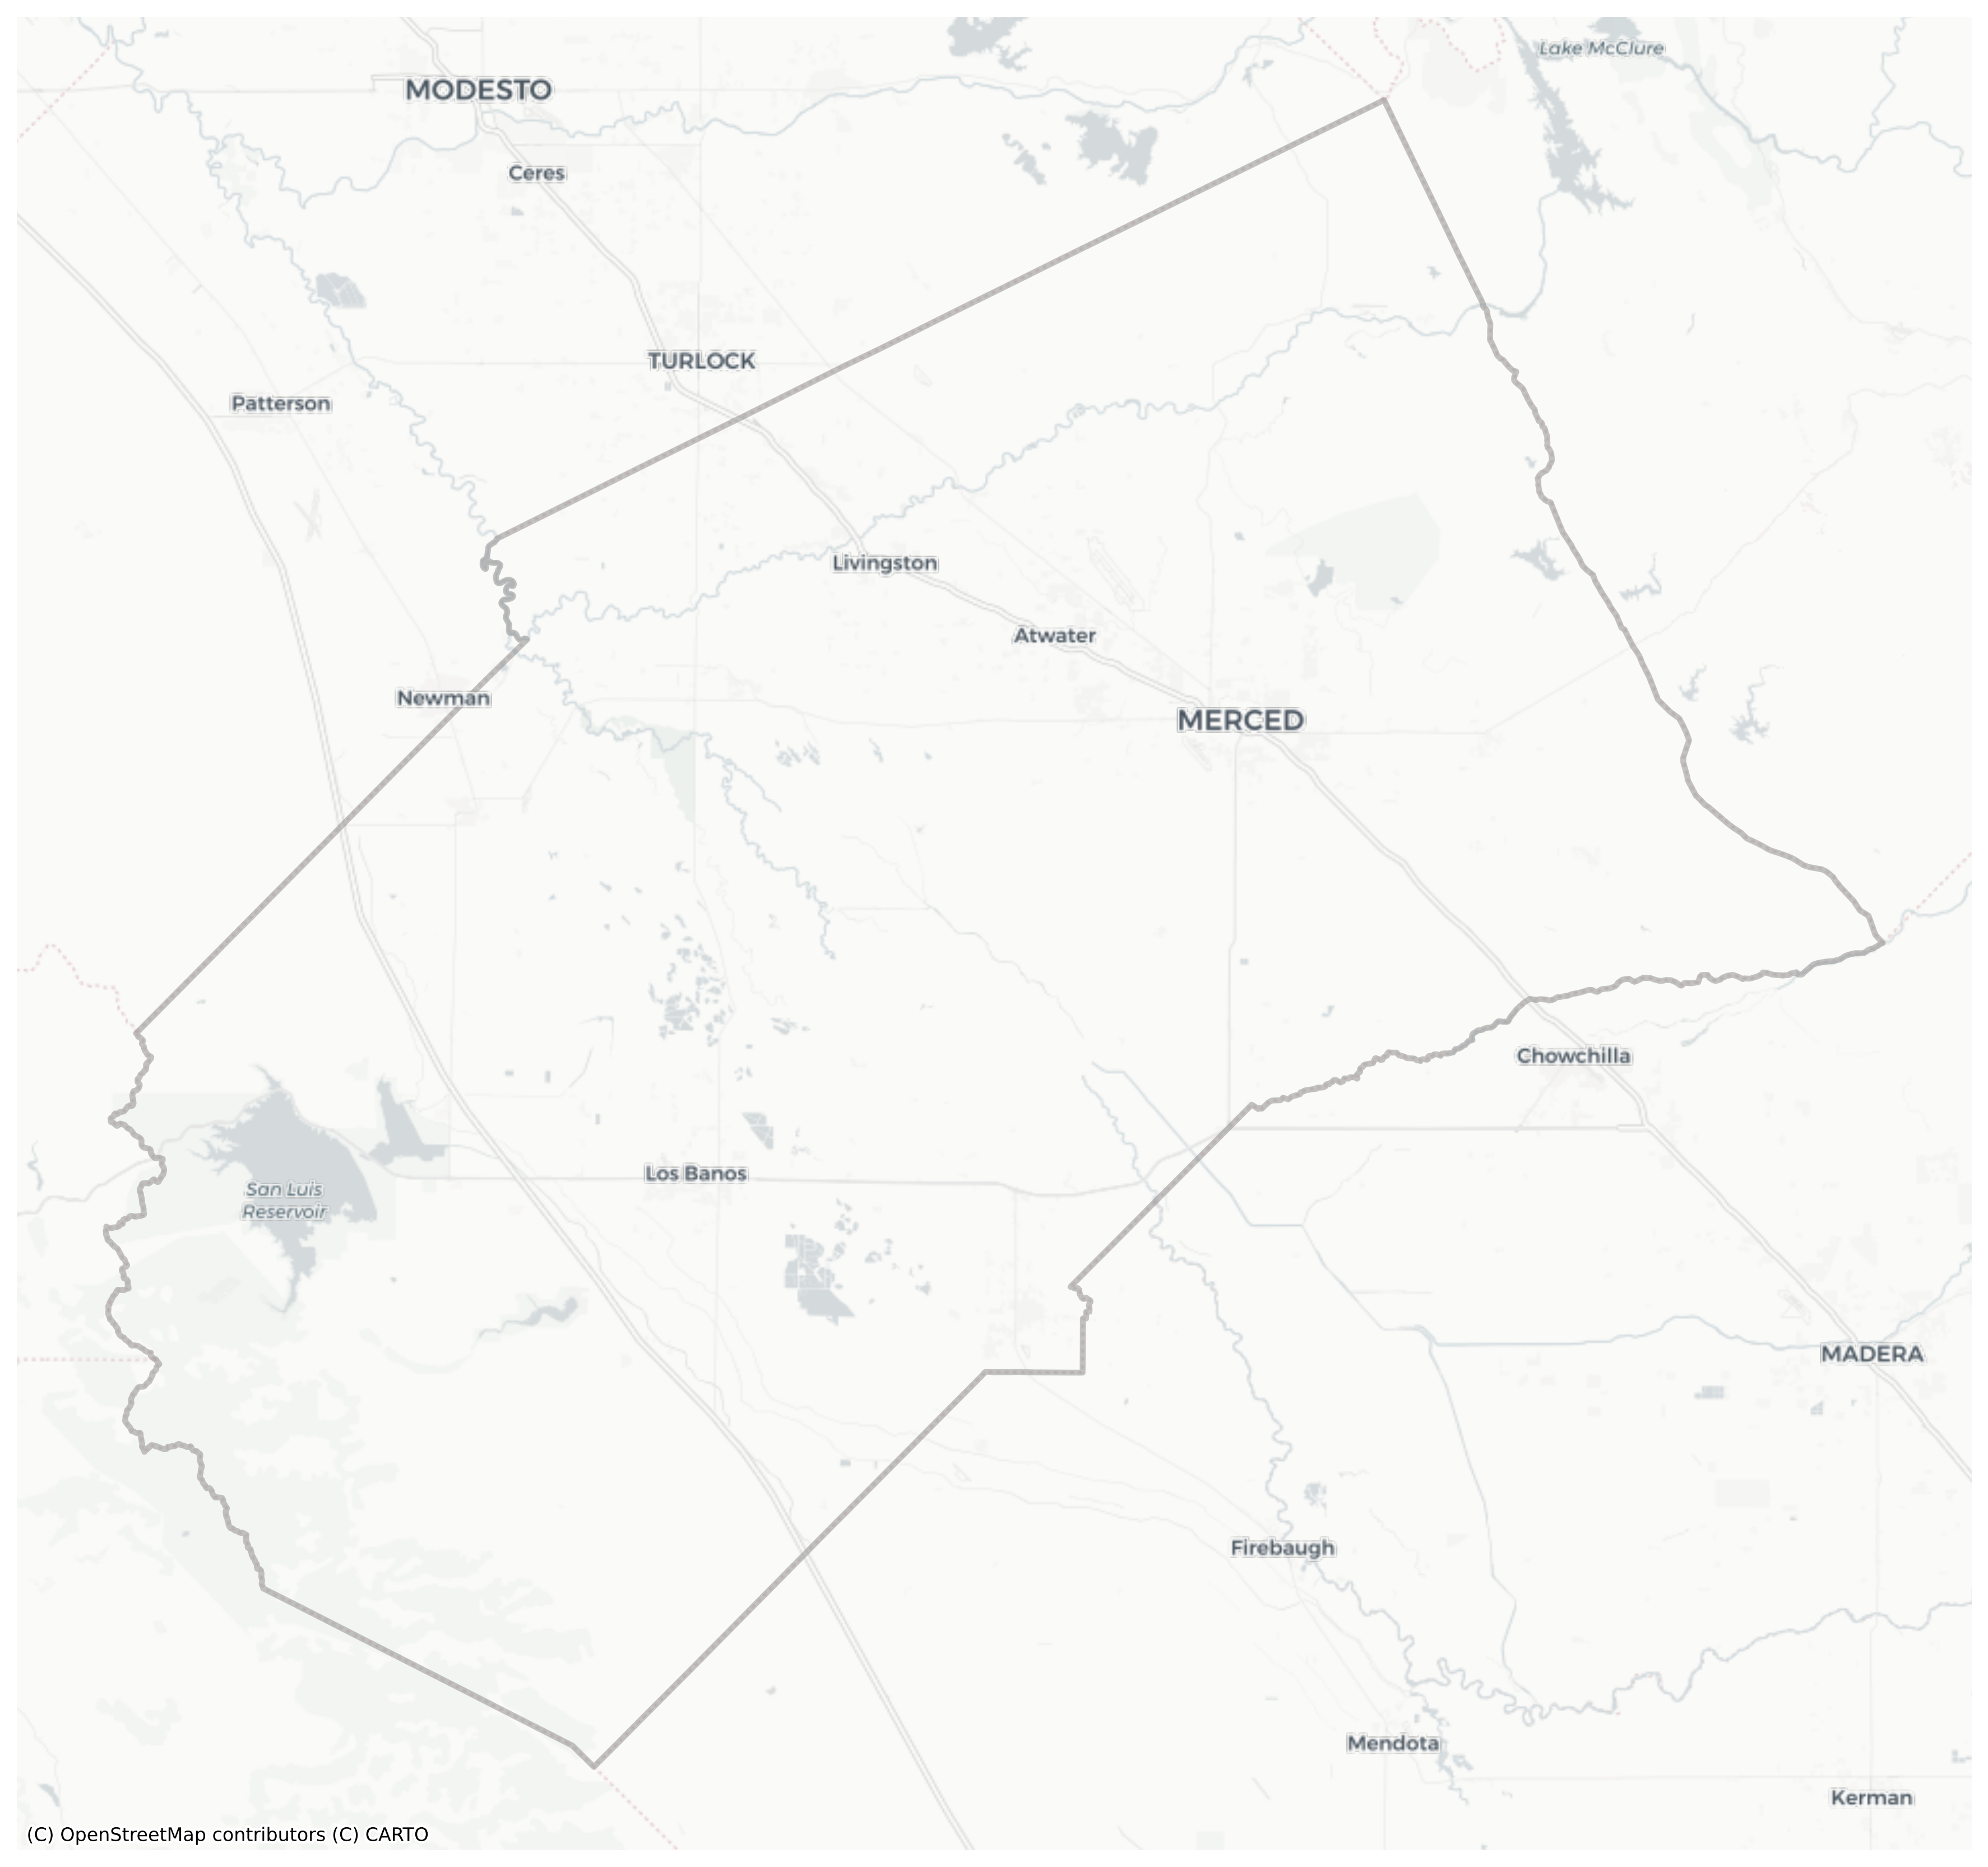 Lake McClure
MODESTO
Ceres
TURLOCK
Patterson
Livingston
Atwater
Newman
MERCED
Chowchilla
Los Banos
San Luis
Reservoir
MADERA
Firebaugh
Mendota
Kerman
(C) OpenStreetMap contributors (C) CARTO